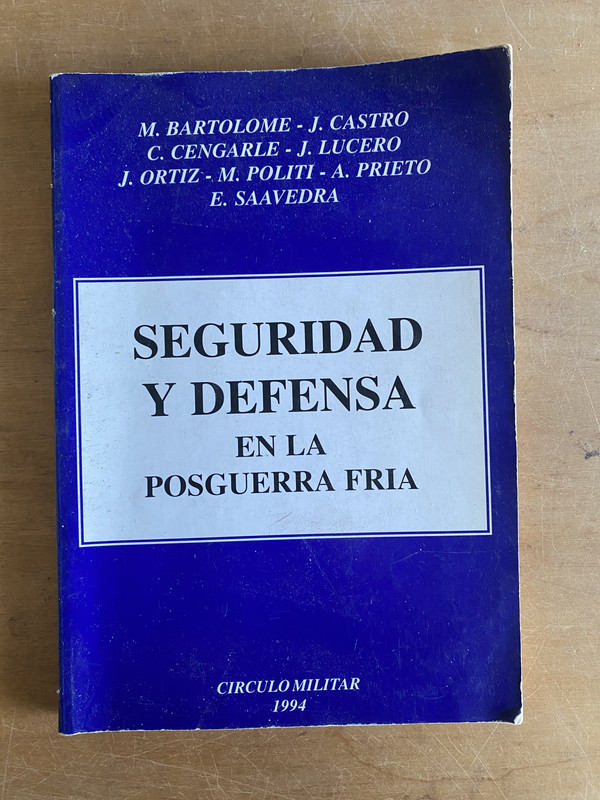 M. BARTOLOME - J. CASTRO
C. CENGARLE - J. LUCERO
J. ORTIZ - M. POLITI - A. PRIETO
E. SAAVEDRA
SEGURIDAD
Y DEFENSA
EN LA
POSGUERRA FRIA
CIRCULO MILITAR
1994